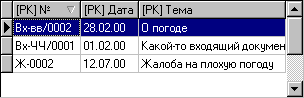 [РК] № [РК] Дата [РК] Тема
Вх-вв/0002 28.02.00 О погоде
Вх-ЧЧ/0001 01.02.00 Какой-то входящий докумен
Ж-0002 12.07.00 Жалоба на плохую погоду